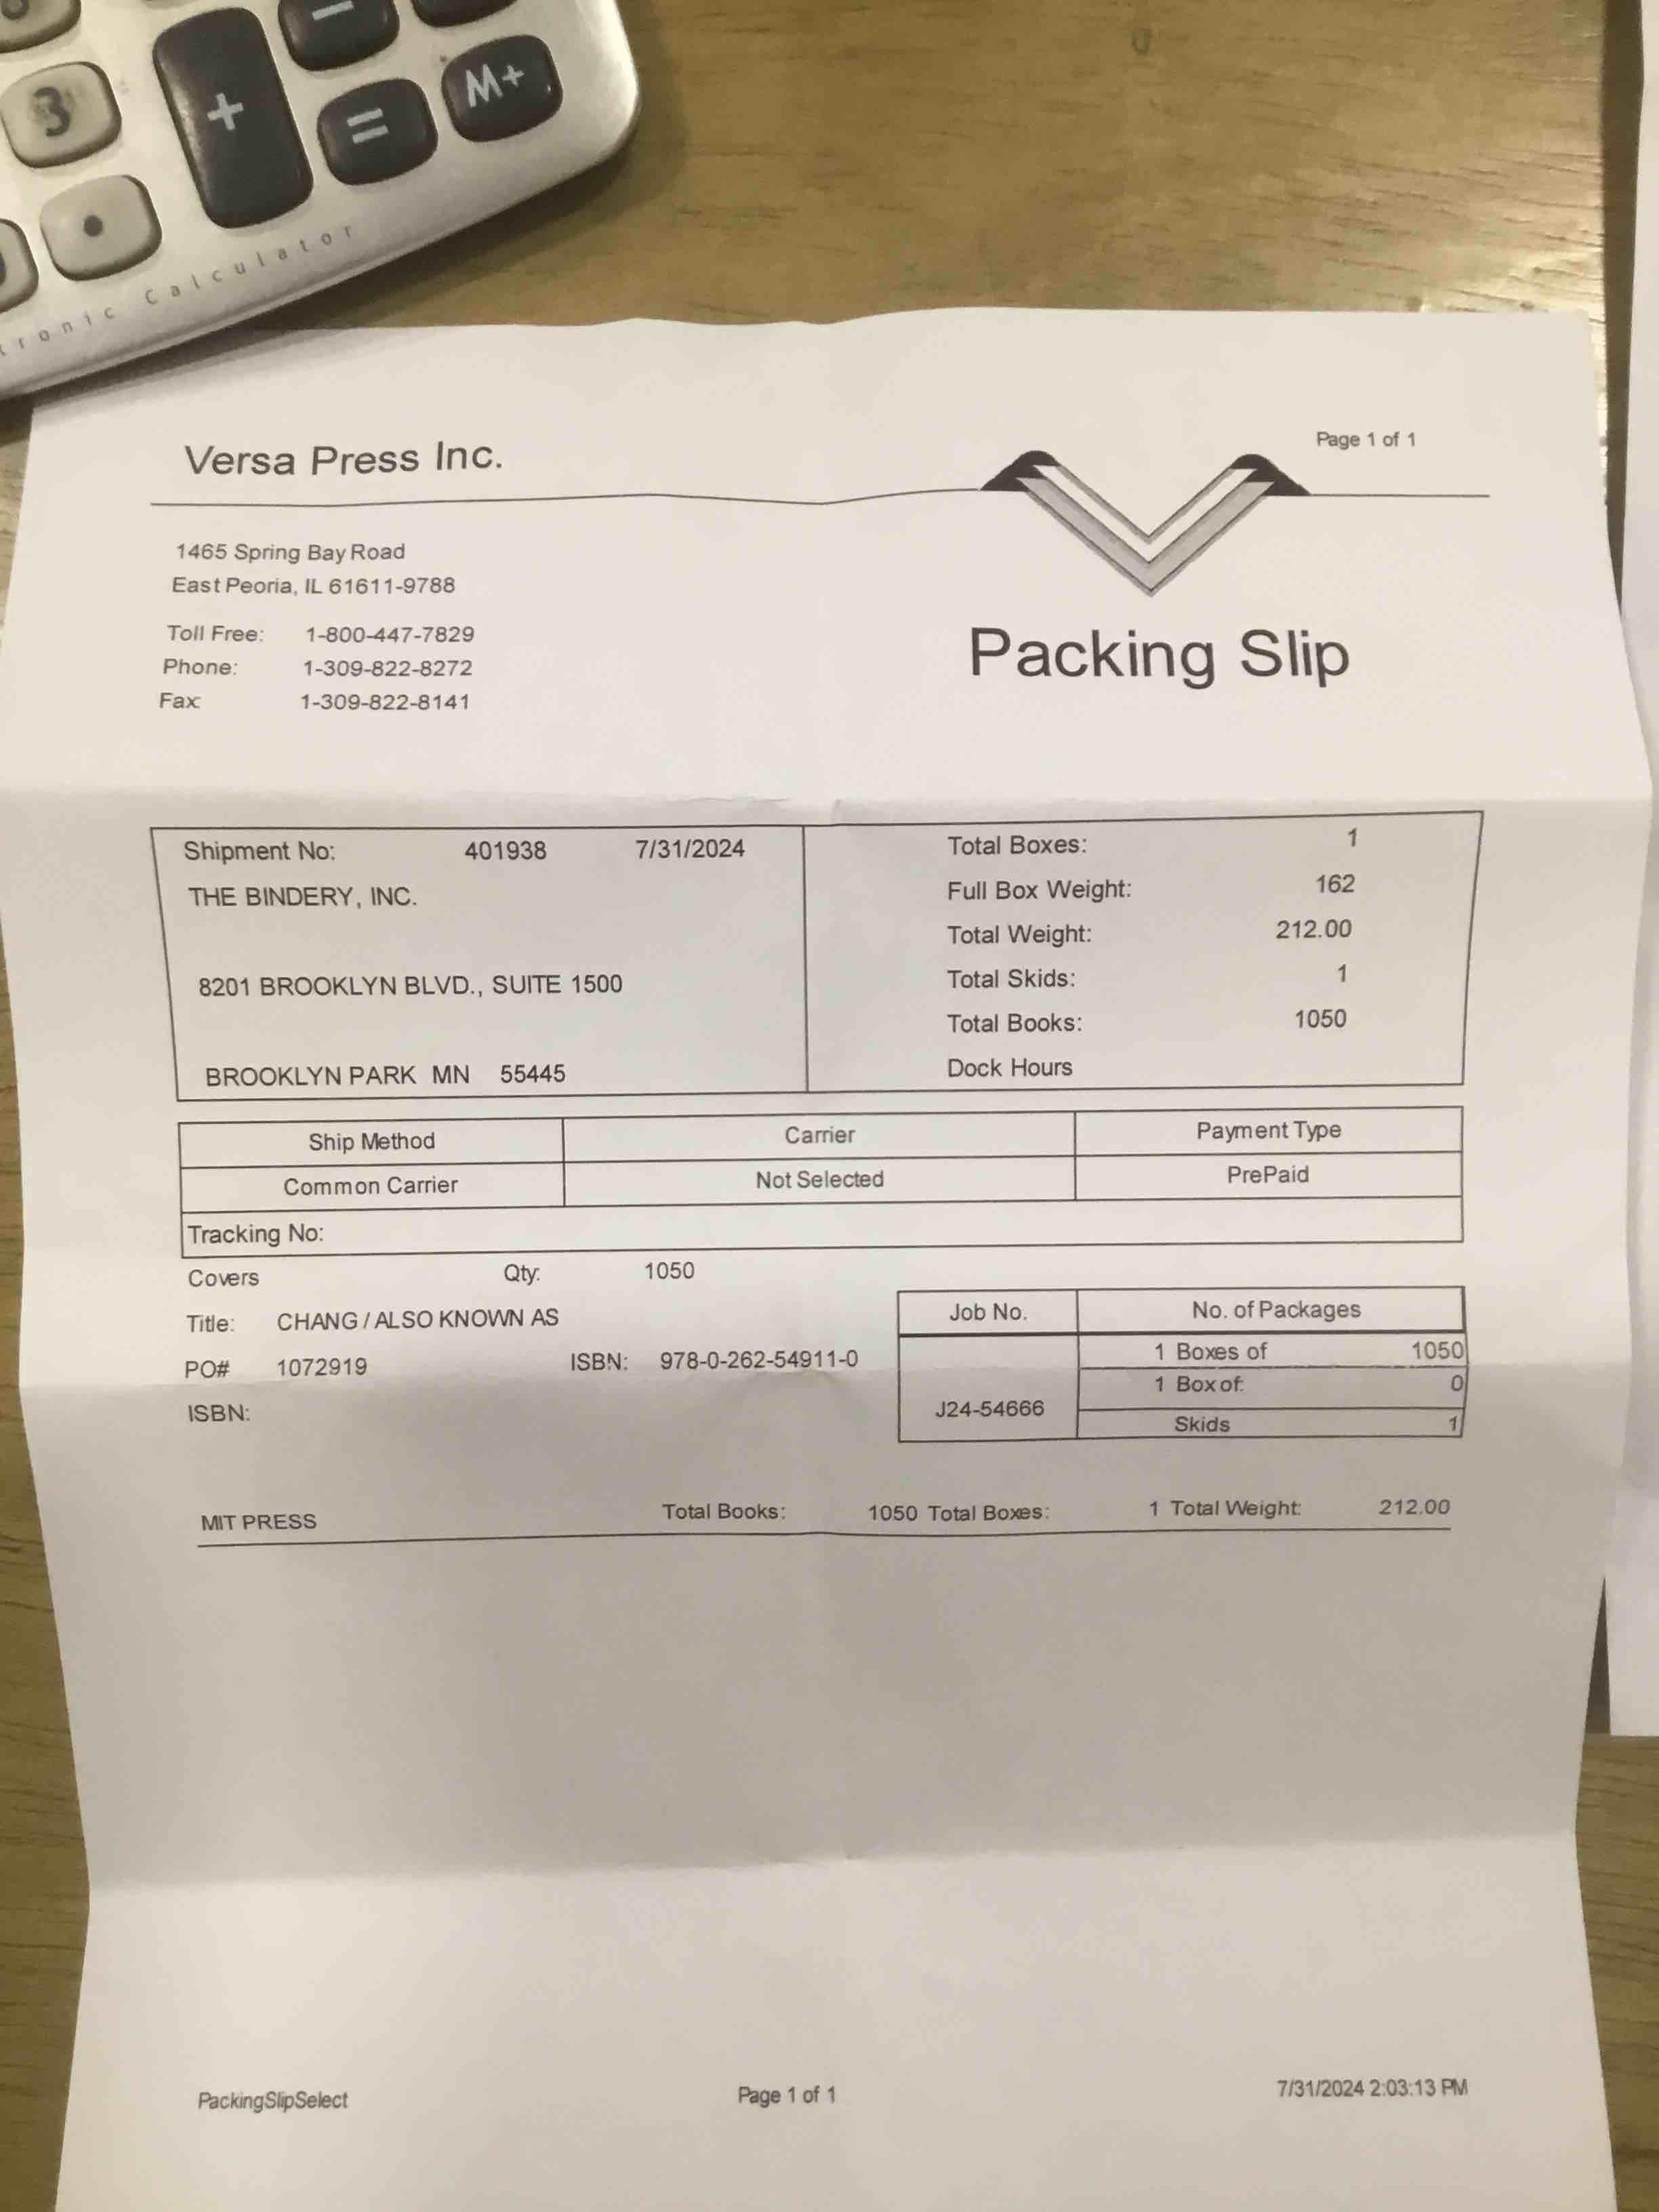 3
+
−
=
M+
•
tronic Calculator
Page 1 of 1
Versa Press Inc.
1465 Spring Bay Road
East Peoria, IL 61611-9788
Toll Free: 1-800-447-7829
Phone: 1-309-822-8272
Fax: 1-309-822-8141
Packing Slip
Shipment No: 401938 7/31/2024
THE BINDERY, INC.
8201 BROOKLYN BLVD., SUITE 1500
BROOKLYN PARK MN 55445
Total Boxes: 1
Full Box Weight: 162
Total Weight: 212.00
Total Skids: 1
Total Books: 1050
Dock Hours
Ship Method Carrier Payment Type
Common Carrier Not Selected PrePaid
Tracking No:
Covers Qty: 1050
Title: CHANG / ALSO KNOWN AS
PO# 1072919 ISBN: 978-0-262-54911-0
ISBN:
Job No. No. of Packages
1 Boxes of 1050
1 Box of: 0
J24-54666
Skids 1
MIT PRESS Total Books: 1050 Total Boxes: 1 Total Weight: 212.00
PackingSlipSelect Page 1 of 1 7/31/2024 2:03:13 PM